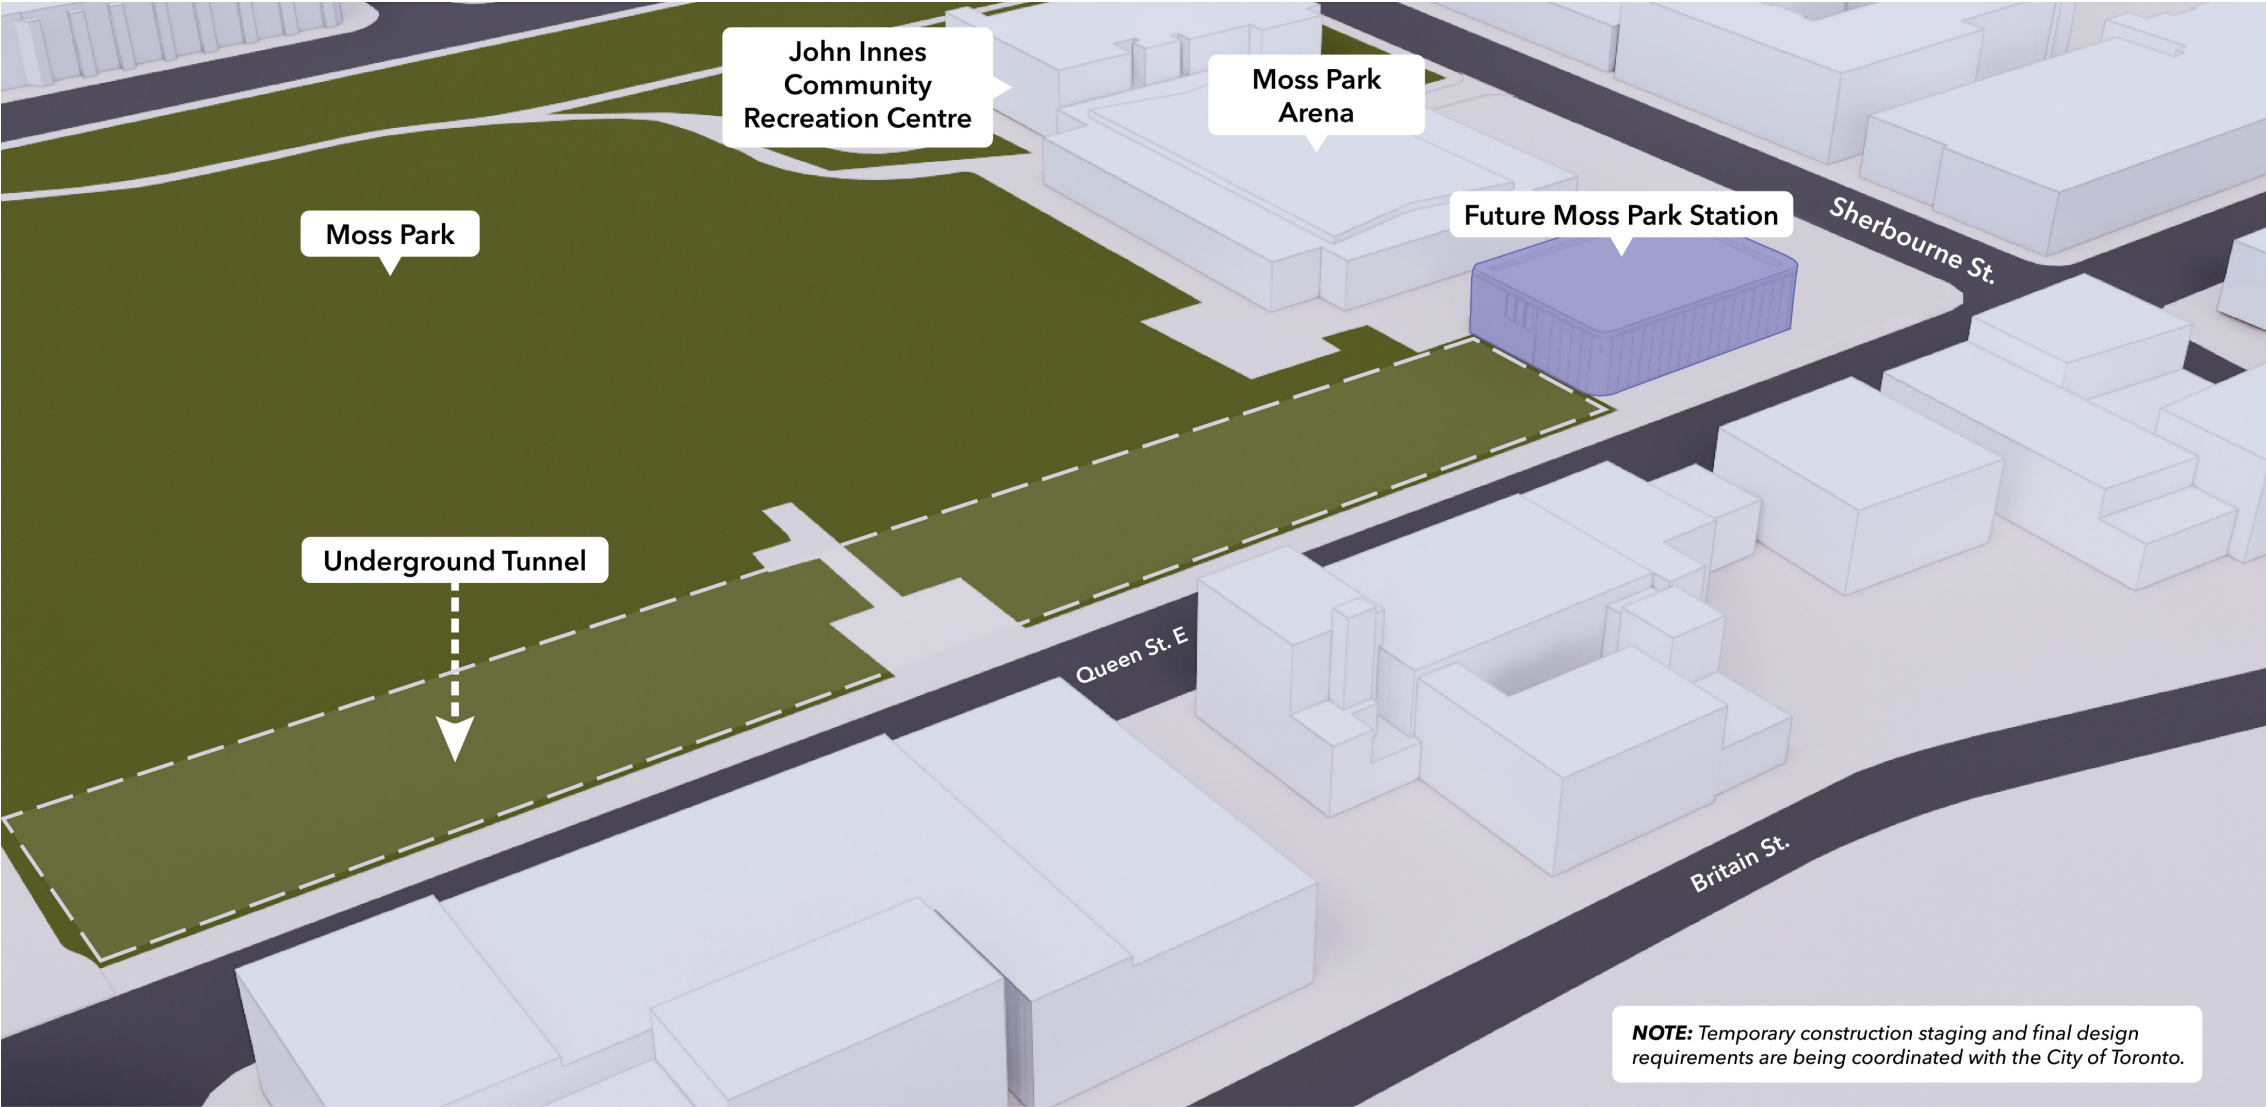 John Innes
Community
Recreation Centre
Moss Park
Arena
Future Moss Park Station
Sherbourne St.
Moss Park
Underground Tunnel
Queen St. E
Britain St.
NOTE: Temporary construction staging and final design
requirements are being coordinated with the City of Toronto.